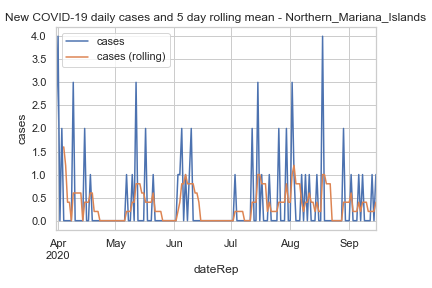 New COVID-19 daily cases and 5 day rolling mean - Northern_Mariana_Islands
cases
cases (rolling)
4.0
3.5
3.0
2.5
2.0
1.5
1.0
0.5
0.0
cases
Apr
2020
May
Jun
Jul
Aug
Sep
dateRep